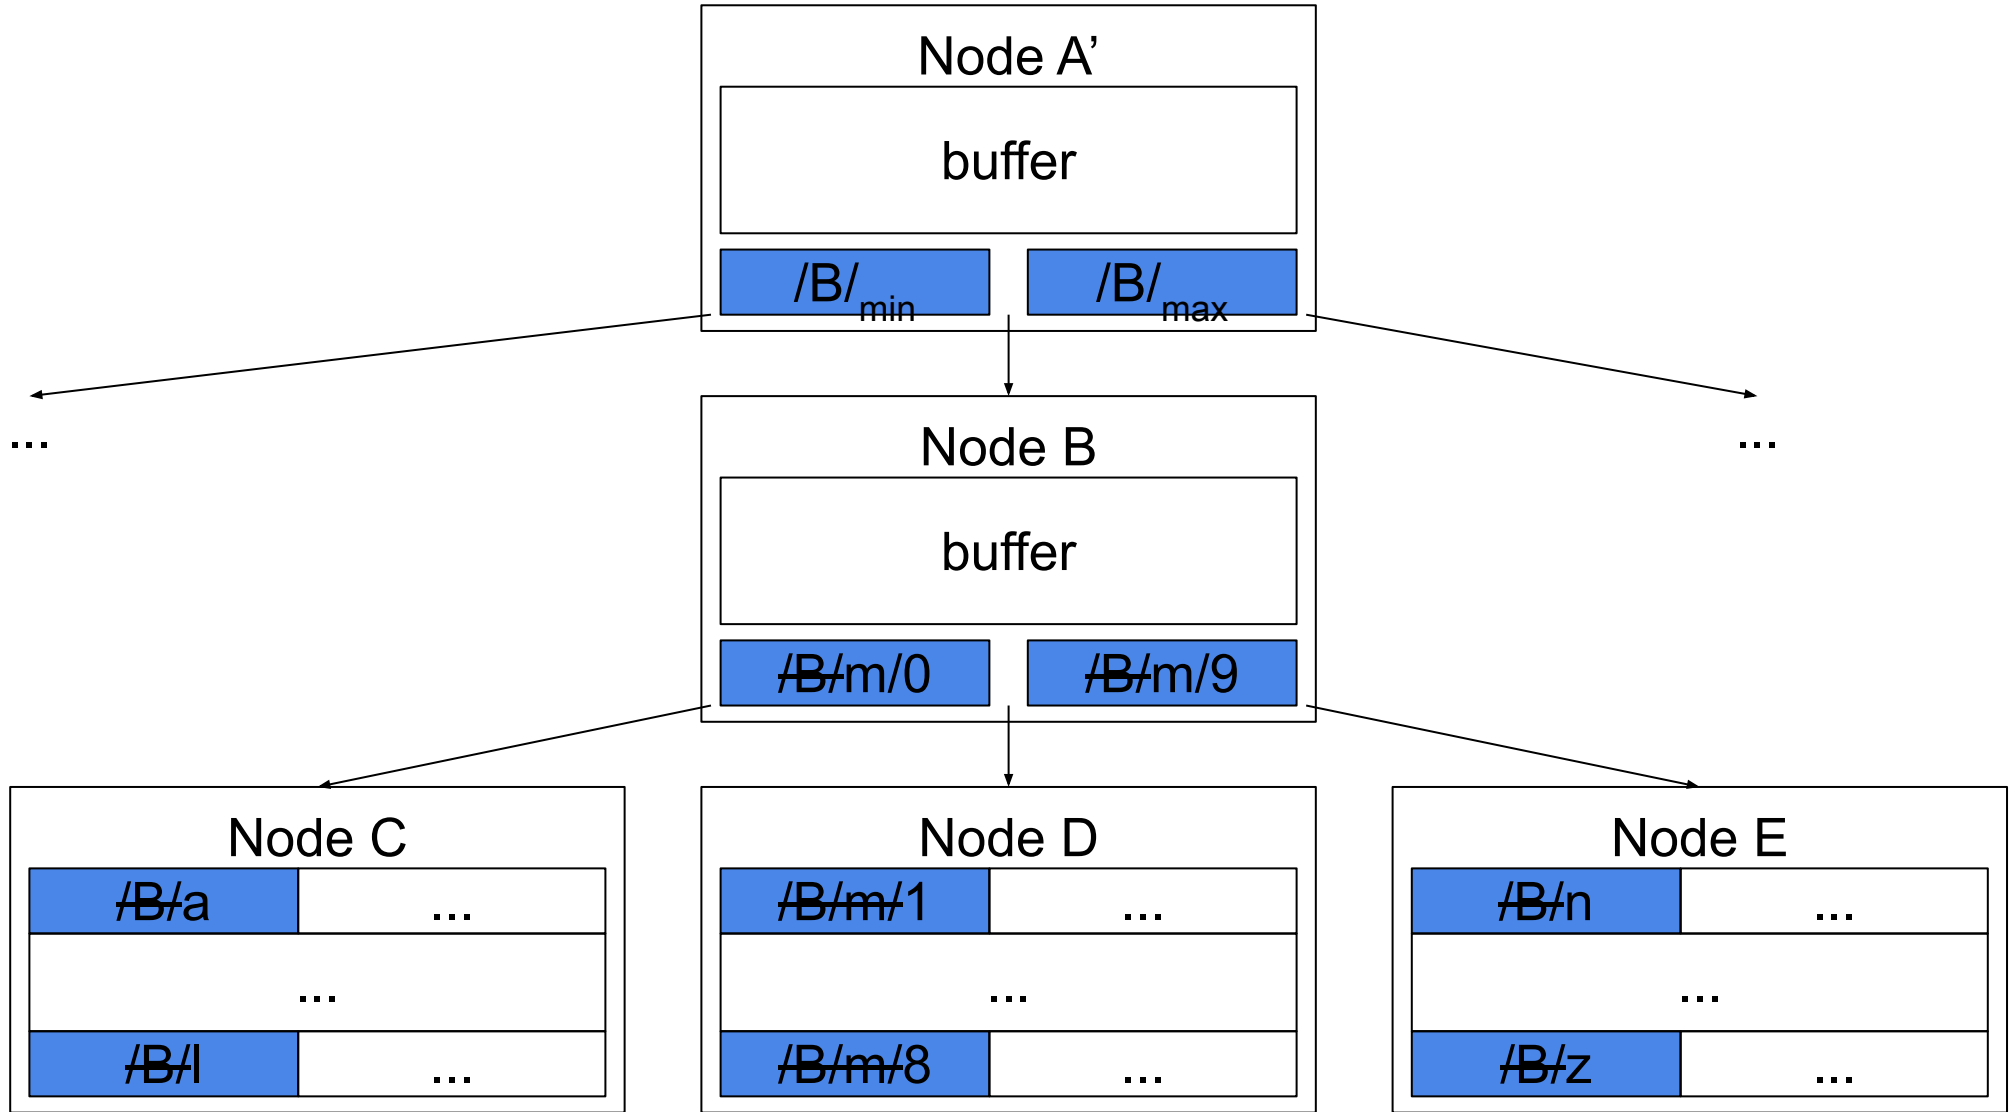 Node A’
buffer
/B/min
/B/max
...
...
Node B
buffer
/B/m/0
/B/m/9
Node C
/B/a
...
...
/B/l
...
Node D
/B/m/1
...
...
/B/m/8
...
Node E
/B/n
...
...
/B/z
...